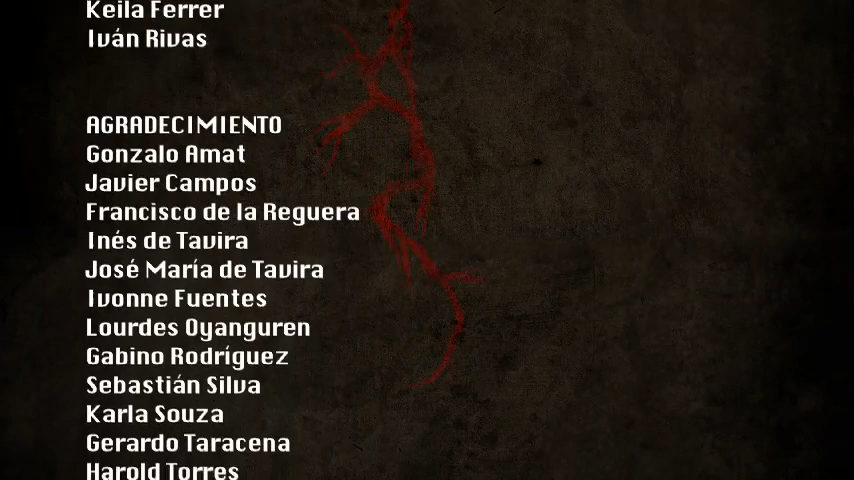 Keila Ferrer
Iván Rivas
AGRADECIMIENTO
Gonzalo Amat
Javier Campos
Francisco de la Reguera
Inés de Tavira
José María de Tavira
Ivonne Fuentes
Lourdes Oyanguren
Gabino Rodríguez
Sebastián Silva
Karla Souza
Gerardo Taracena
Harold Torres